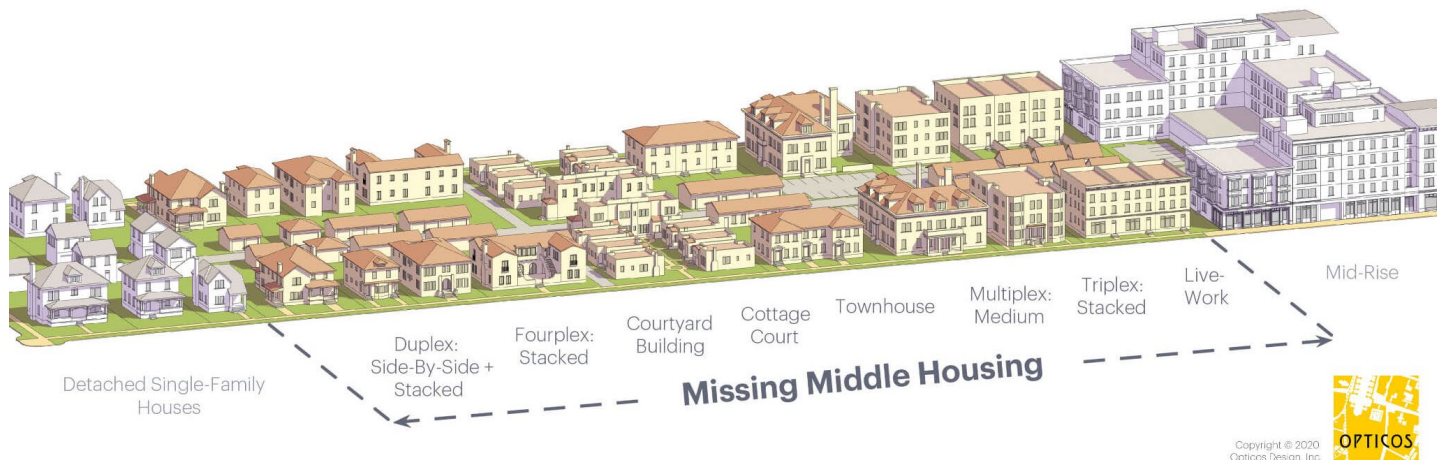 Detached Single-Family
Houses
Duplex:
Side-By-Side +
Stacked
Fourplex:
Stacked
Courtyard
Building
Cottage
Court
Townhouse
Multiplex:
Medium
Triplex:
Stacked
Live-
Work
Mid-Rise
Missing Middle Housing
Copyright © 2020
Opticos Design, Inc.
OPTICOS